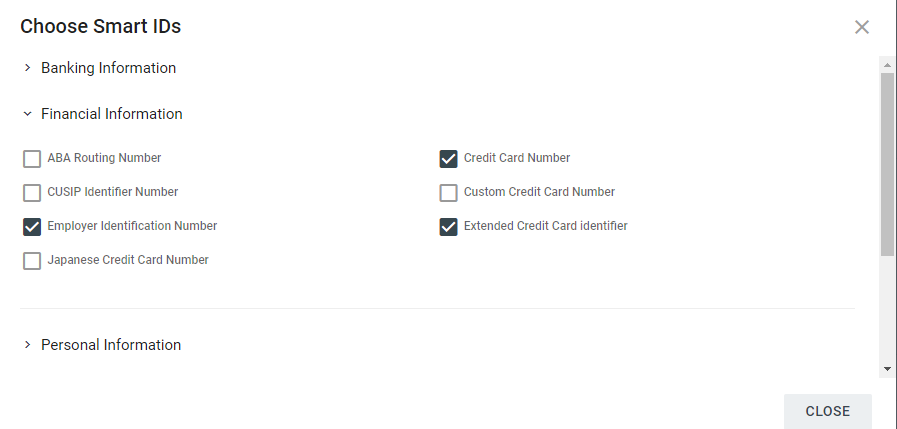 Choose Smart IDs
Banking Information
Financial Information
ABA Routing Number
Credit Card Number
CUSIP Identifier Number
Custom Credit Card Number
Employer Identification Number
Extended Credit Card identifier
Japanese Credit Card Number
Personal Information
CLOSE